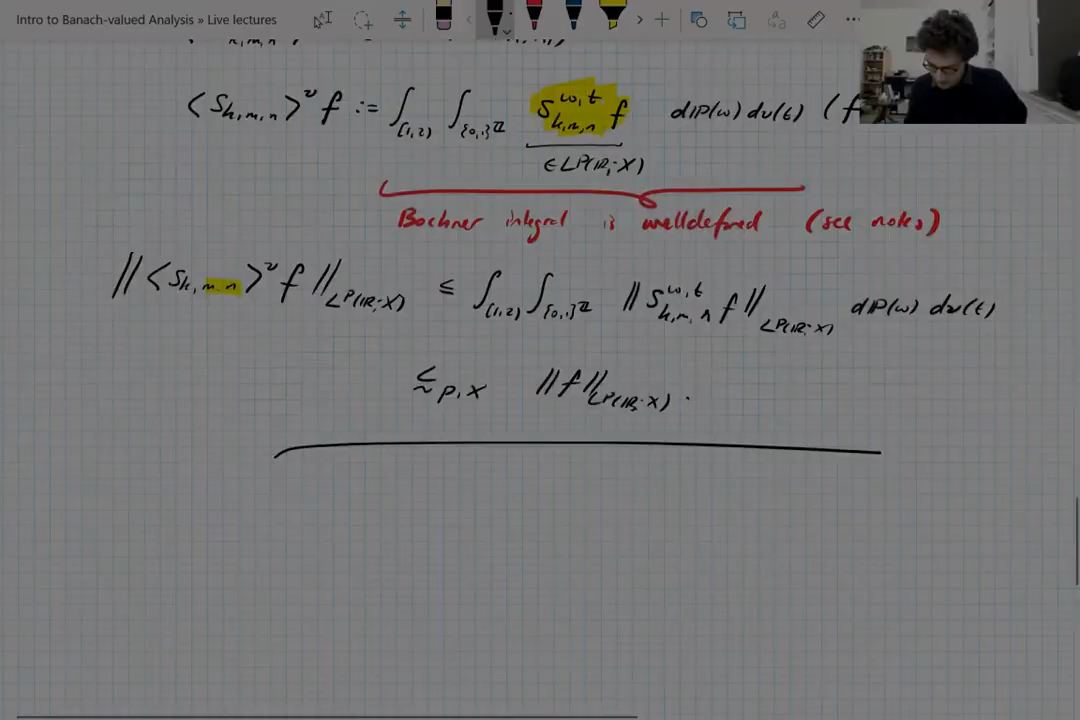 Intro to Banach-valued Analysis » Live lectures
⟨S_{k,m,n}⟩^ν f := ∫_{[1,2)} ∫_{{0,1}^ℤ} S^{ω,t}_{k,m,n} f dℙ(ω) dν(t) (f
∈ L^p(ℝ;X)
Bochner integral is welldefined (see notes)
‖⟨S_{k,m,n}⟩^ν f‖_{L^p(ℝ;X)} ≤ ∫_{[1,2)} ∫_{{0,1}^ℤ} ‖S^{ω,t}_{k,m,n} f‖_{L^p(ℝ;X)} dℙ(ω) dν(t)
≲_{p,X} ‖f‖_{L^p(ℝ;X)} .